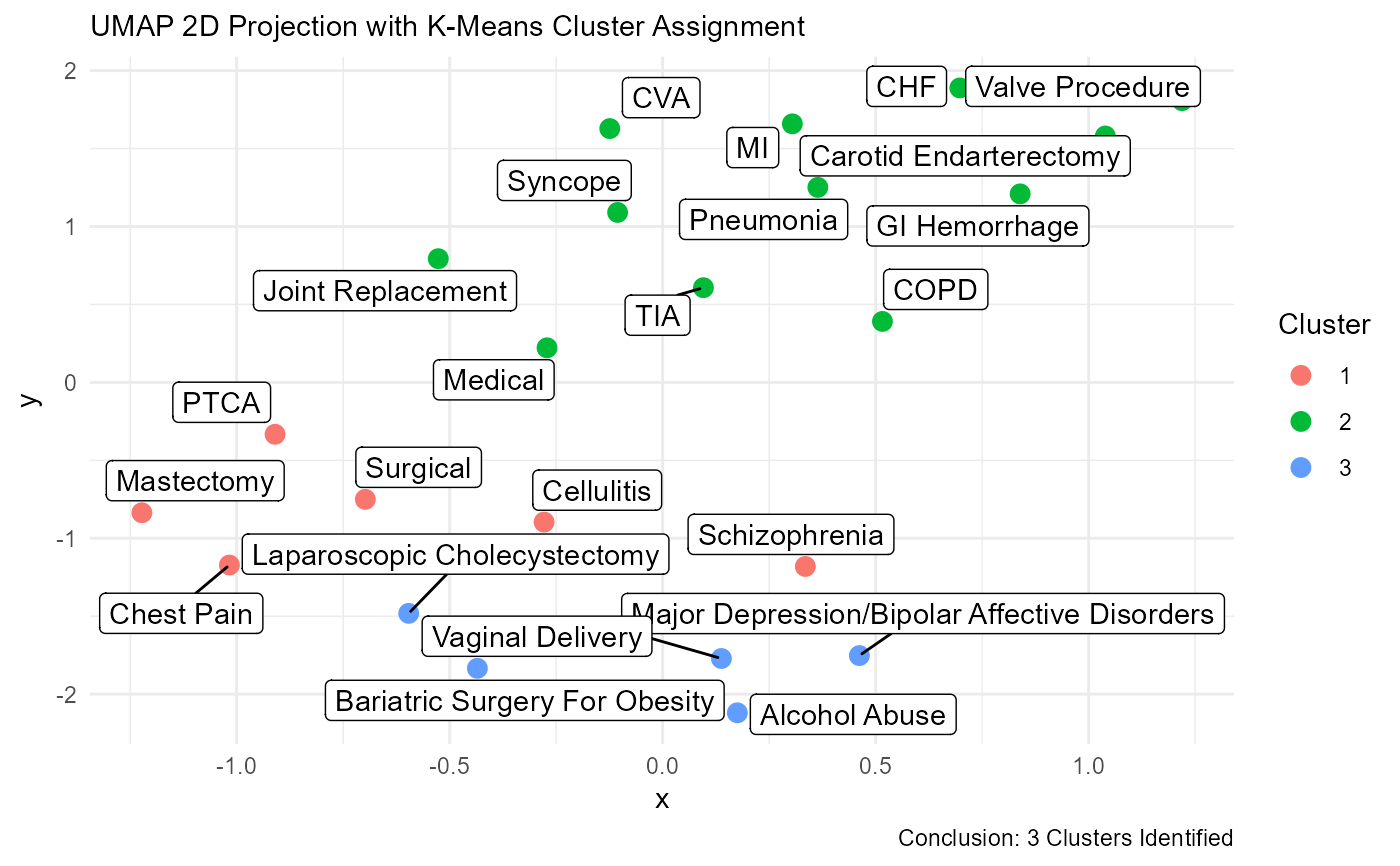 UMAP 2D Projection with K-Means Cluster Assignment
2
CVA
CHF
Valve Procedure
MI
Carotid Endarterectomy
Syncope
Pneumonia
GI Hemorrhage
1
Joint Replacement
TIA
COPD
Medical
0
y
PTCA
Mastectomy
Surgical
Cellulitis
Schizophrenia
-1
Laparoscopic Cholecystectomy
Chest Pain
Major Depression/Bipolar Affective Disorders
Vaginal Delivery
Bariatric Surgery For Obesity
Alcohol Abuse
-2
-1.0
-0.5
0.0
0.5
1.0
x
Cluster
1
2
3
Conclusion: 3 Clusters Identified